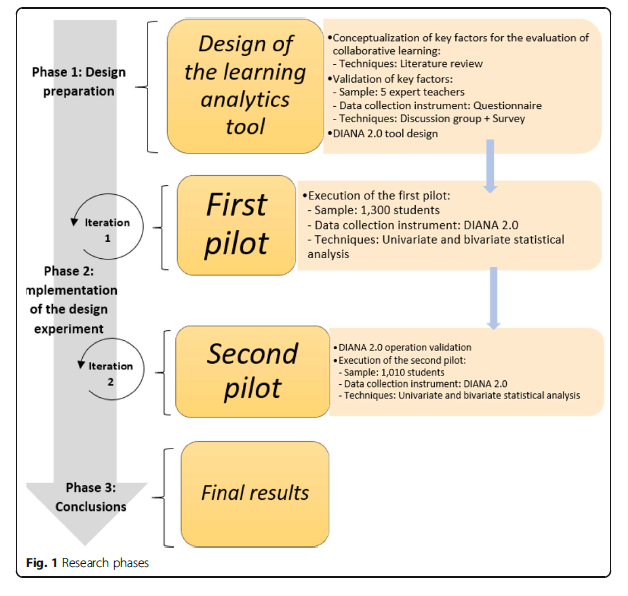 Phase 1: Design
preparation
Design of
the learning
analytics
tool
•Conceptualization of key factors for the evaluation of
collaborative learning:
- Techniques: Literature review
•Validation of key factors:
- Sample: 5 expert teachers
- Data collection instrument: Questionnaire
- Techniques: Discussion group + Survey
•DIANA 2.0 tool design
Iteration
1
First
pilot
•Execution of the first pilot:
- Sample: 1,300 students
- Data collection instrument: DIANA 2.0
- Techniques: Univariate and bivariate statistical
analysis
Phase 2:
mplementation
of the design
experiment
Iteration
2
Second
pilot
•DIANA 2.0 operation validation
•Execution of the second pilot:
- Sample: 1,010 students
- Data collection instrument: DIANA 2.0
- Techniques: Univariate and bivariate statistical analysis
Phase 3:
Conclusions
Final results
Fig. 1 Research phases